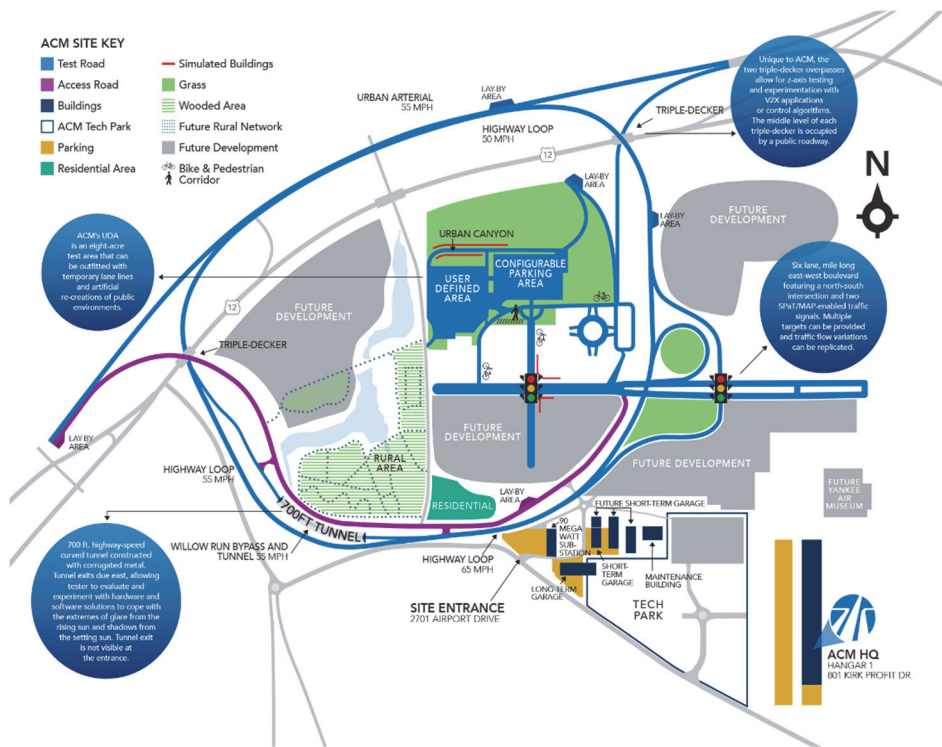 ACM SITE KEY
Test Road
Access Road
Buildings
ACM Tech Park
Parking
Residential Area
Simulated Buildings
Grass
Wooded Area
Future Rural Network
Future Development
Bike & Pedestrian
Corridor
URBAN ARTERIAL
55 MPH
LAY-BY
AREA
HIGHWAY LOOP
50 MPH
12
TRIPLE-DECKER
Unique to ACM, the
two triple-decker overpasses
allow for z-axis testing
and experimentation with
V2X applications
or control algorithms.
The middle level of each
triple-decker is occupied
by a public roadway.
N
LAY-BY
AREA
LAY-BY
AREA
FUTURE
DEVELOPMENT
ACM's UDA
is an eight-acre
test area that can
be outfitted with
temporary lane lines
and artificial
re-creations of public
environments.
URBAN CANYON
USER
DEFINED
AREA
CONFIGURABLE
PARKING
AREA
Six lane, mile long
east-west boulevard
featuring a north-south
intersection and two
SPaT/MAP-enabled traffic
signals. Multiple
targets can be provided
and traffic flow variations
can be replicated.
12
FUTURE
DEVELOPMENT
TRIPLE-DECKER
LAY-BY
AREA
FUTURE
DEVELOPMENT
RURAL
AREA
FUTURE DEVELOPMENT
HIGHWAY LOOP
55 MPH
700FT TUNNEL
RESIDENTIAL
LAY-BY
AREA
FUTURE
YANKEE
AIR
MUSEUM
FUTURE SHORT-TERM GARAGE
90
MEGA
WATT
SUB-
STATION
WILLOW RUN BYPASS AND
TUNNEL 55 MPH
HIGHWAY LOOP
65 MPH
SHORT-
TERM
GARAGE
MAINTENANCE
BUILDING
LONG-TERM
GARAGE
SITE ENTRANCE
2701 AIRPORT DRIVE
TECH
PARK
700 ft. highway-speed
curved tunnel constructed
with corrugated metal.
Tunnel exits due east, allowing
tester to evaluate and
experiment with hardware and
software solutions to cope with
the extremes of glare from the
rising sun and shadows from
the setting sun. Tunnel exit
is not visible at
the entrance.
ACM HQ
HANGAR 1
801 KIRK PROFIT DR.